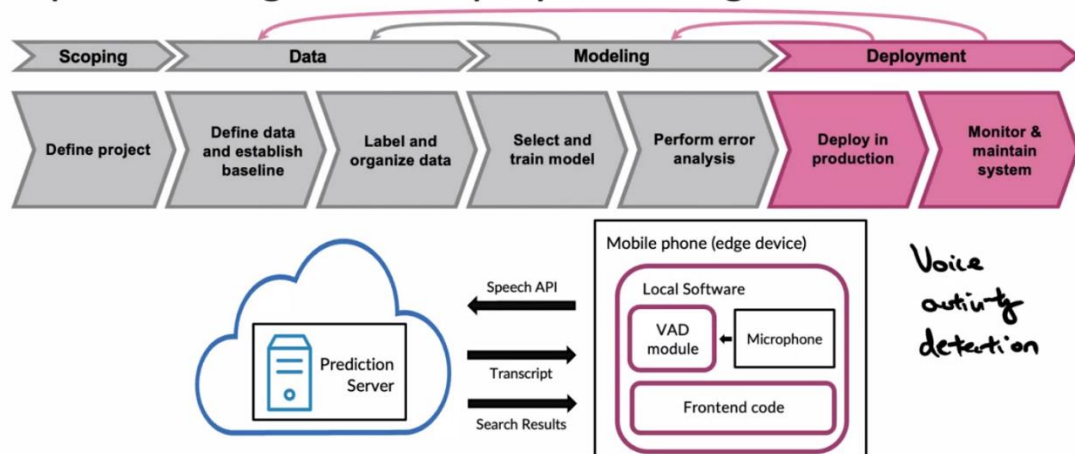 Scoping
Data
Modeling
Deployment
Define project
Define data
and establish
baseline
Label and
organize data
Select and
train model
Perform error
analysis
Deploy in
production
Monitor &
maintain
system
Prediction
Server
Speech API
Transcript
Search Results
Mobile phone (edge device)
Local Software
VAD
module
Microphone
Frontend code
Voice
activity
detection